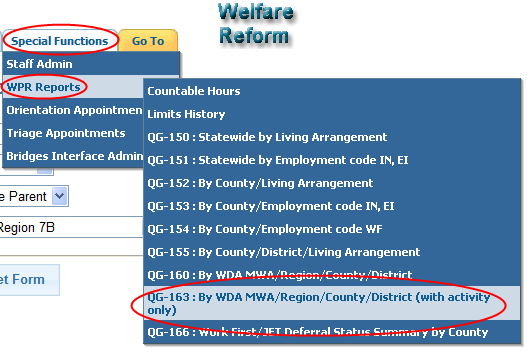 Welfare
Reform
Special Functions
Go To
Staff Admin
WPR Reports
Orientation Appointmen
Triage Appointments
Bridges Interface Admin
Countable Hours
Limits History
QG-150 : Statewide by Living Arrangement
QG-151 : Statewide by Employment code IN, EI
QG-152 : By County/Living Arrangement
QG-153 : By County/Employment code IN, EI
QG-154 : By County/Employment code WF
QG-155 : By County/District/Living Arrangement
QG-160 : By WDA MWA/Region/County/District
QG-163 : By WDA MWA/Region/County/District (with activity
only)
QG-166 : Work First/JET Deferral Status Summary by County
e Parent
Region 7B
et Form